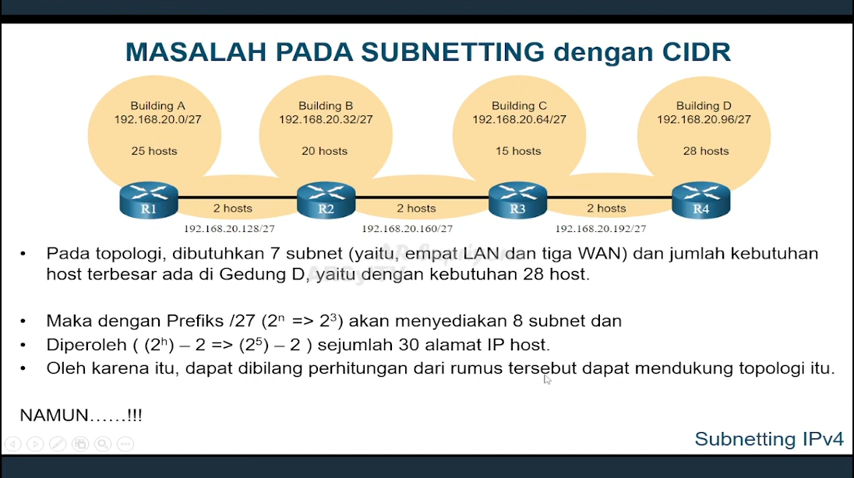 MASALAH PADA SUBNETTING dengan CIDR
Building A
192.168.20.0/27
25 hosts
Building B
192.168.20.32/27
20 hosts
Building C
192.168.20.64/27
15 hosts
Building D
192.168.20.96/27
28 hosts
R1
2 hosts
R2
2 hosts
R3
2 hosts
R4
192.168.20.128/27
192.168.20.160/27
192.168.20.192/27
• Pada topologi, dibutuhkan 7 subnet (yaitu, empat LAN dan tiga WAN) dan jumlah kebutuhan
host terbesar ada di Gedung D, yaitu dengan kebutuhan 28 host.
• Maka dengan Prefiks /27 (2ⁿ => 2³) akan menyediakan 8 subnet dan
• Diperoleh ( (2ʰ) – 2 => (2⁵) – 2 ) sejumlah 30 alamat IP host.
• Oleh karena itu, dapat dibilang perhitungan dari rumus tersebut dapat mendukung topologi itu.
NAMUN……!!!
Subnetting IPv4